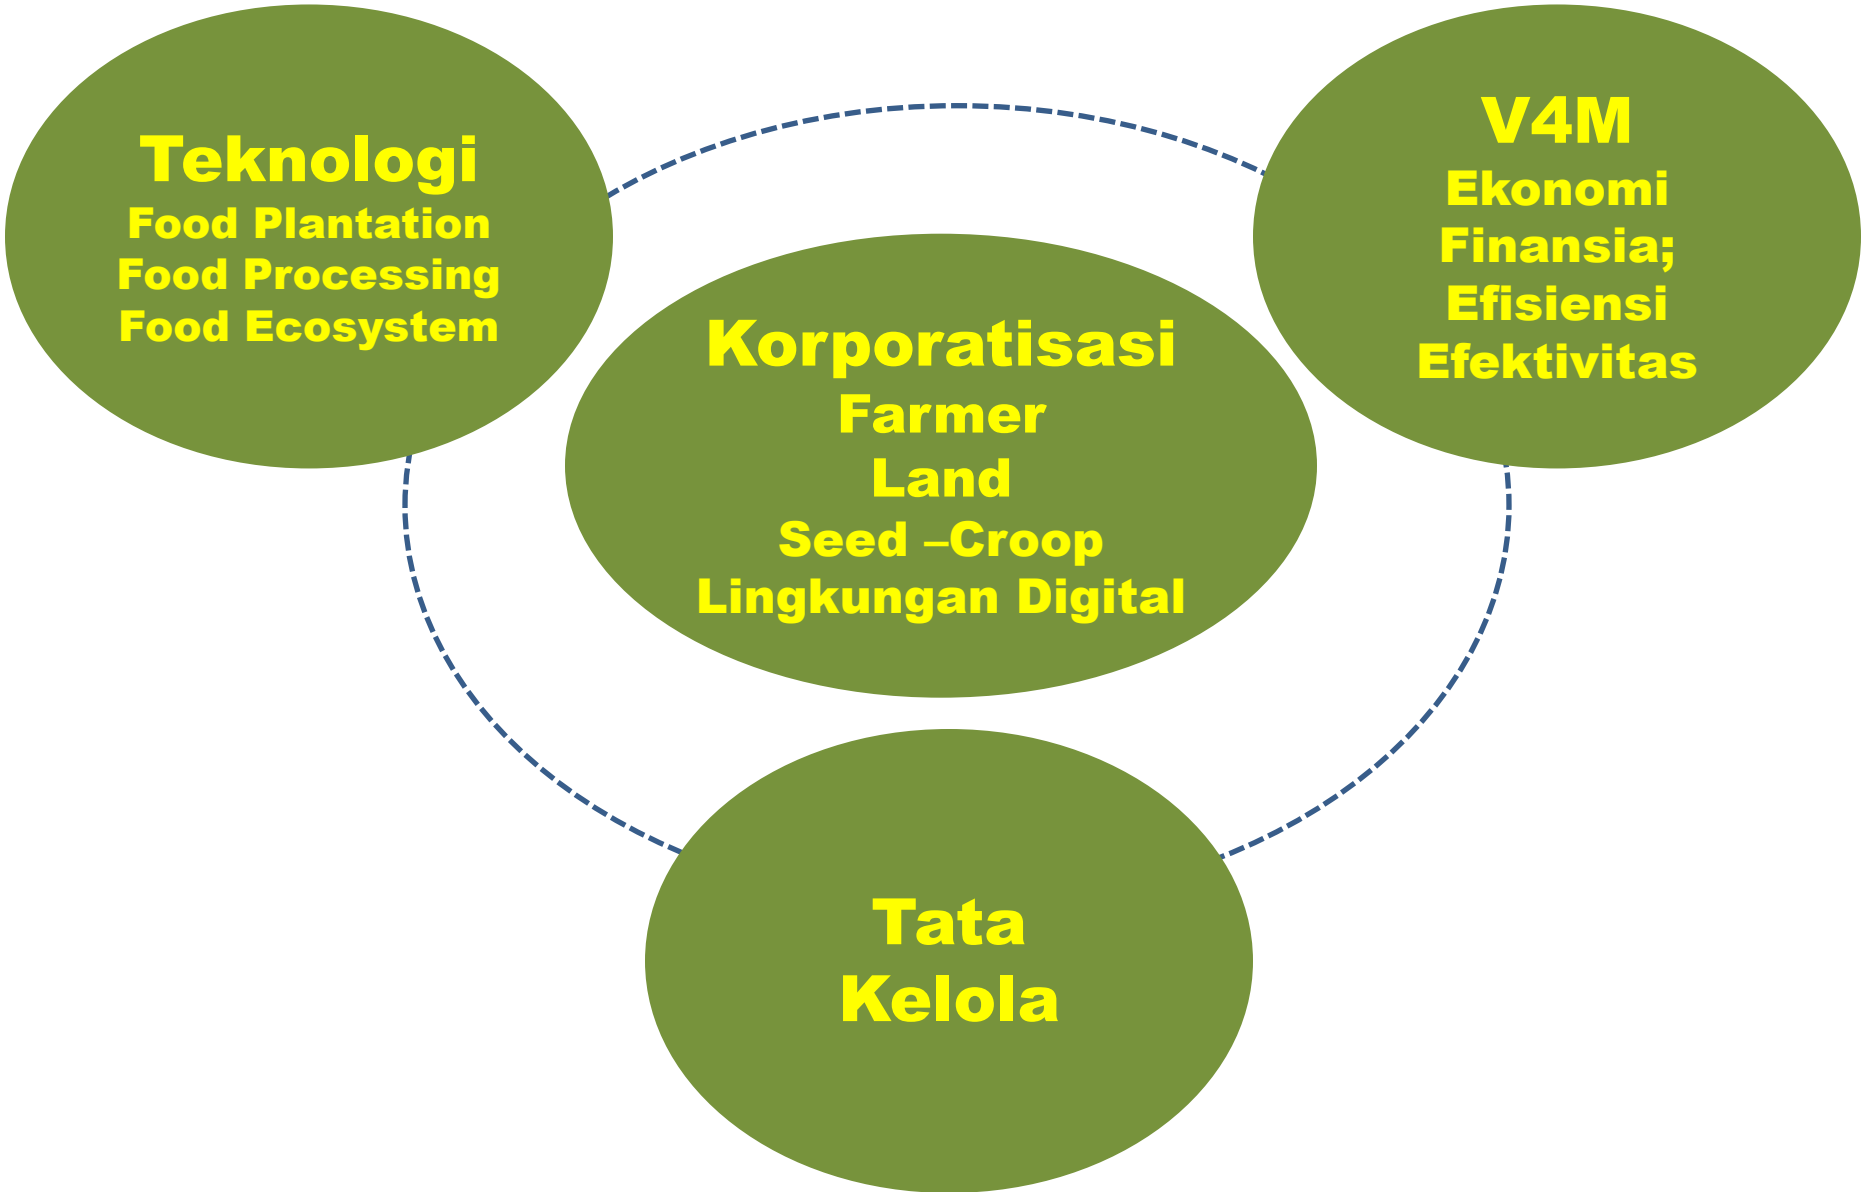 Teknologi
Food Plantation
Food Processing
Food Ecosystem
V4M
Ekonomi
Finansia;
Efisiensi
Efektivitas
Korporatisasi
Farmer
Land
Seed –Croop
Lingkungan Digital
Tata
Kelola